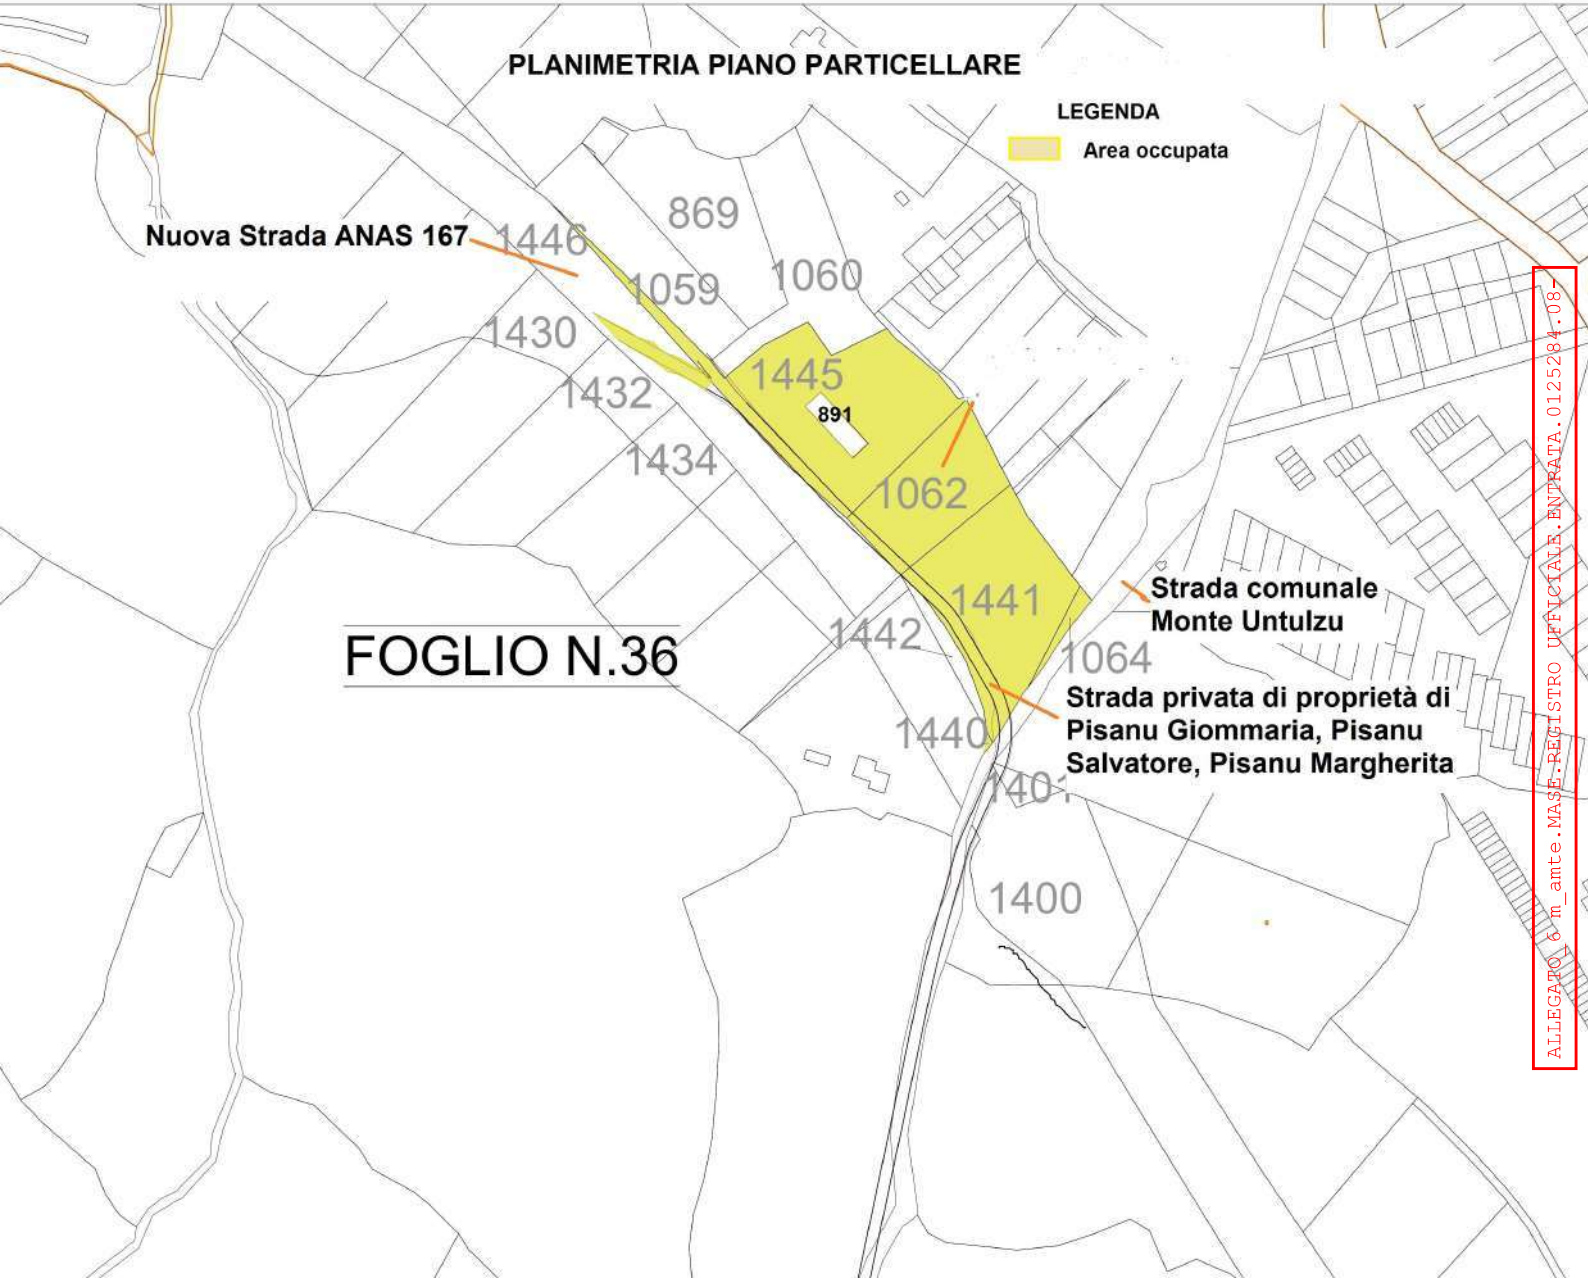 PLANIMETRIA PIANO PARTICELLARE
LEGENDA
Area occupata
869
Nuova Strada ANAS 167
1446
1059
1060
1430
1445
1432
891
1434
1062
1441
Strada comunale
Monte Untulzu
1442
FOGLIO N.36
1064
Strada privata di proprietà di
Pisanu Giommaria, Pisanu
Salvatore, Pisanu Margherita
1440
1401
1400
ALLEGATO 6 m_amte.MASE.REGISTRO UFFICIALE.ENTRATA.0125284.08-